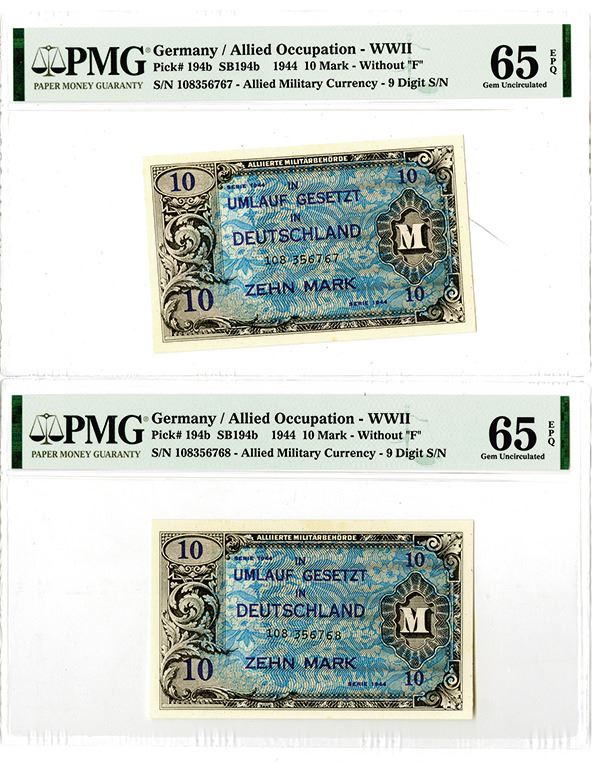 PMG
PAPER MONEY GUARANTY
Germany / Allied Occupation - WWII
Pick# 194b SB194b 1944 10 Mark - Without "F"
S/N 108356767 - Allied Military Currency - 9 Digit S/N
65 EPQ
Gem Uncirculated
ALLIIERTE MILITÄRBEHÖRDE
10 SERIE 1944 IN 10
UMLAUF GESETZT
IN
DEUTSCHLAND
M
108 356767
10 ZEHN MARK 10
SERIE 1944
PMG
PAPER MONEY GUARANTY
Germany / Allied Occupation - WWII
Pick# 194b SB194b 1944 10 Mark - Without "F"
S/N 108356768 - Allied Military Currency - 9 Digit S/N
65 EPQ
Gem Uncirculated
ALLIIERTE MILITÄRBEHÖRDE
10 SERIE 1944 IN 10
UMLAUF GESETZT
IN
DEUTSCHLAND
M
108 356768
10 ZEHN MARK 10
SERIE 1944